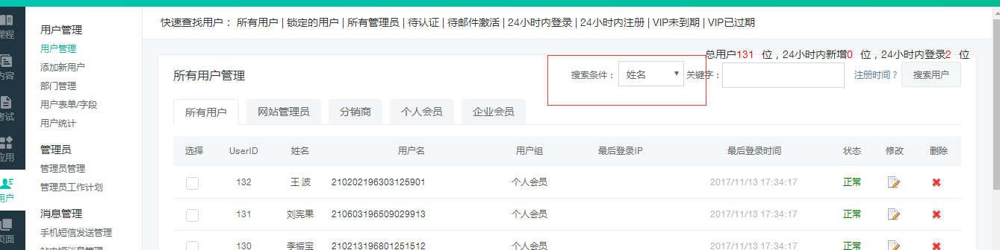 快速查找用户： 所有用户 | 锁定的用户 | 所有管理员 | 待认证 | 待邮件激活 | 24小时内登录 | 24小时内注册 | VIP未到期 | VIP已过期
课程
内容
考试
应用
用户
页面
用户管理
用户管理
添加新用户
部门管理
用户表单/字段
用户统计
管理员
管理员管理
管理员工作计划
消息管理
手机短信发送管理
站内短消息管理
总用户131 位，24小时内新增0 位，24小时内登录2 位
所有用户管理
搜索条件： 姓名 关键字： 注册时间？ 搜索用户
所有用户 网站管理员 分销商 个人会员 企业会员
选择 UserID 姓名 用户名 用户组 最后登录IP 最后登录时间 状态 修改 删除
132 王 波 210202196303125901 个人会员 2017/11/13 17:34:17 正常
131 刘宪果 210603196509029913 个人会员 2017/11/13 17:34:17 正常
130 李振宝 210213196801251512 个人会员 2017/11/13 17:34:17 正常